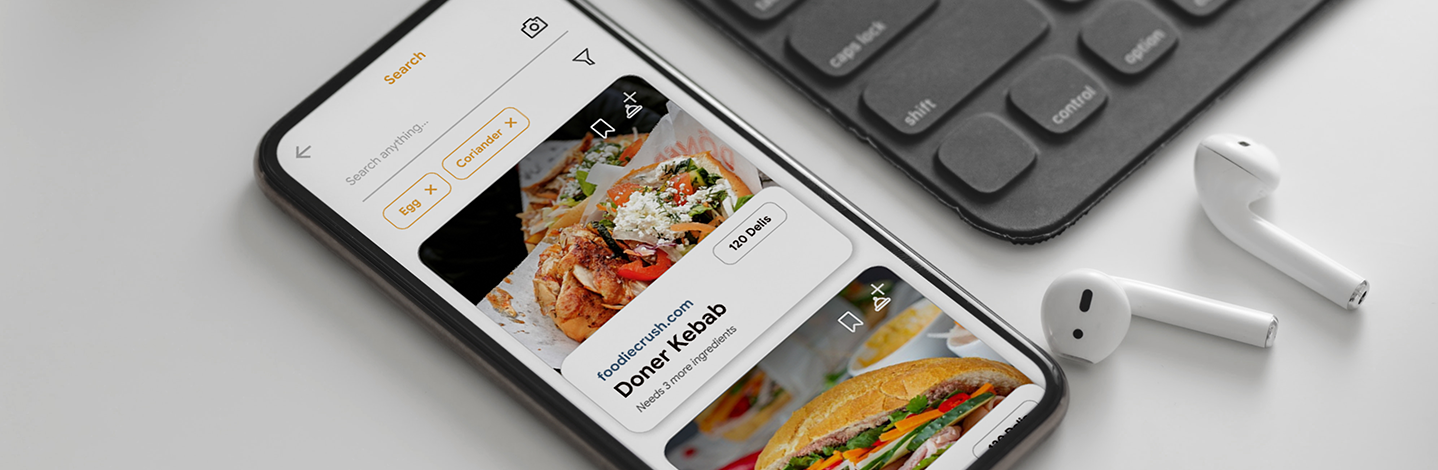 Search
Search anything...
Egg ✕
Coriander ✕
120 Delis
foodiecrush.com
Doner Kebab
Needs 3 more ingredients
caps lock
shift
control
option